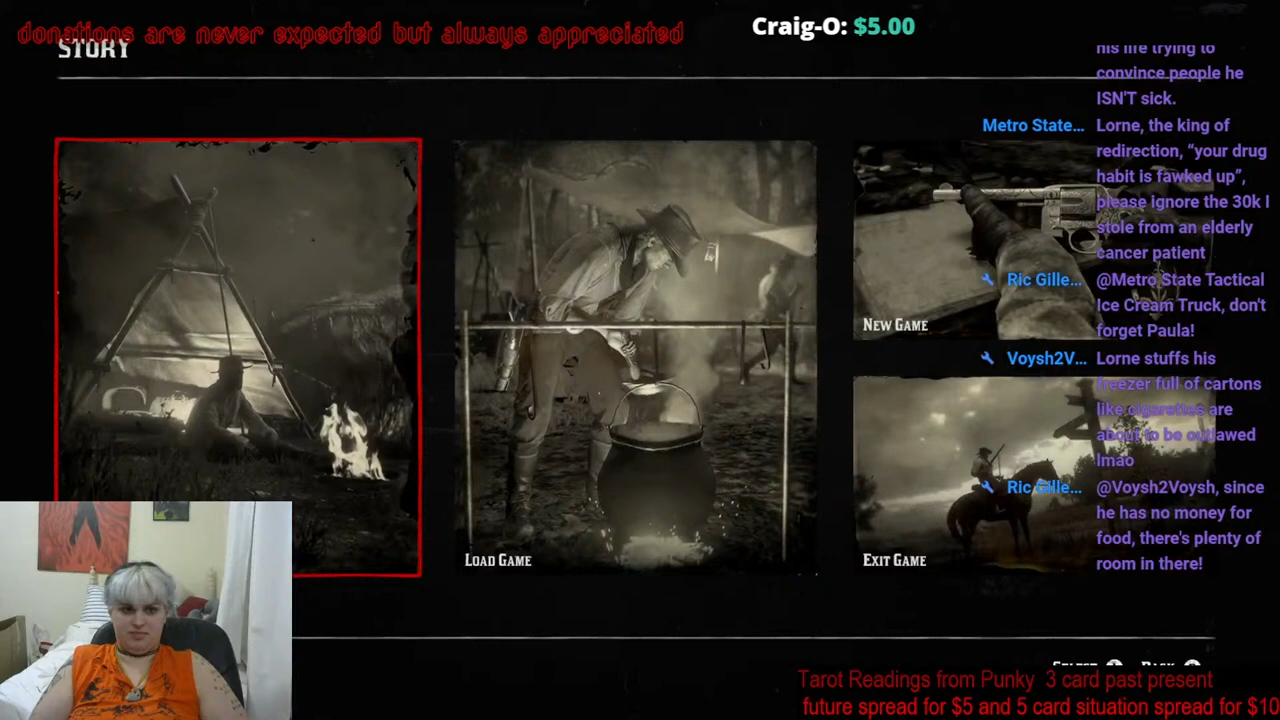 donations are never expected but always appreciated
Craig-O: $5.00
STORY
his life trying to
convince people he
ISN'T sick.
Metro State... Lorne, the king of
redirection, “your drug
habit is fawked up”,
please ignore the 30k I
stole from an elderly
cancer patient
Ric Gille... @Metro State Tactical
Ice Cream Truck, don't
forget Paula!
Voysh2V... Lorne stuffs his
freezer full of cartons
like cigarettes are
about to be outlawed
lmao
Ric Gille... @Voysh2Voysh, since
he has no money for
food, there's plenty of
room in there!
NEW GAME
LOAD GAME
EXIT GAME
Tarot Readings from Punky 3 card past present
future spread for $5 and 5 card situation spread for $10